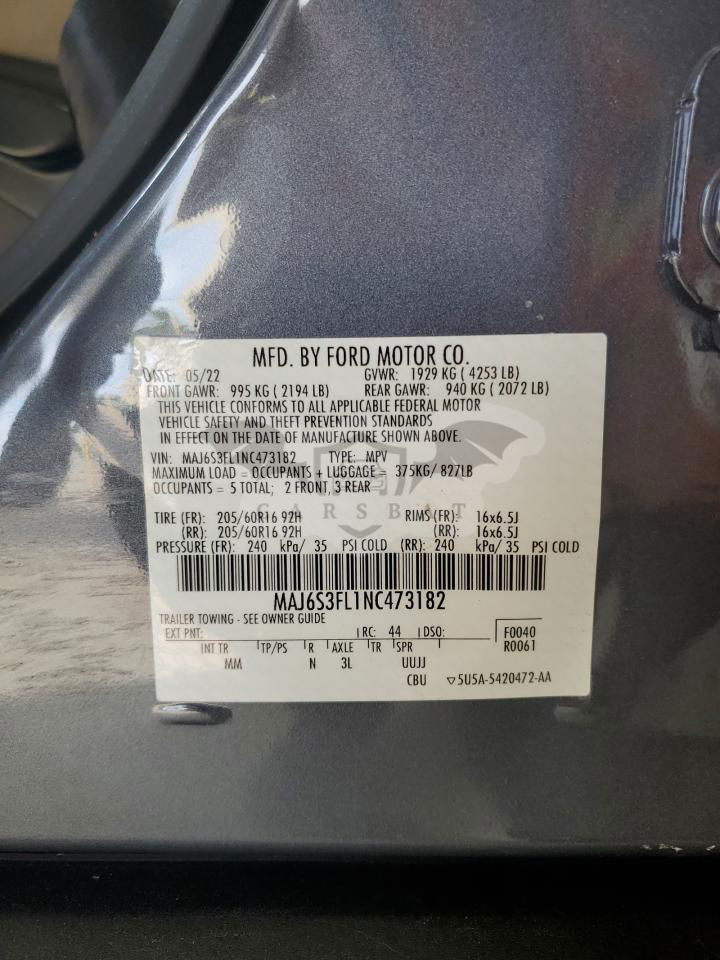 MFD. BY FORD MOTOR CO.
DATE: 05/22 GVWR: 1929 KG ( 4253 LB)
FRONT GAWR: 995 KG ( 2194 LB) REAR GAWR: 940 KG ( 2072 LB)
THIS VEHICLE CONFORMS TO ALL APPLICABLE FEDERAL MOTOR
VEHICLE SAFETY AND THEFT PREVENTION STANDARDS
IN EFFECT ON THE DATE OF MANUFACTURE SHOWN ABOVE.
VIN: MAJ6S3FL1NC473182 TYPE: MPV
MAXIMUM LOAD = OCCUPANTS + LUGGAGE = 375KG/ 827LB
OCCUPANTS = 5 TOTAL; 2 FRONT, 3 REAR
CARSBAT
TIRE (FR): 205/60R16 92H RIMS (FR): 16x6.5J
(RR): 205/60R16 92H (RR): 16x6.5J
PRESSURE (FR): 240 kPa/ 35 PSI COLD (RR): 240 kPa/ 35 PSI COLD
MAJ6S3FL1NC473182
TRAILER TOWING - SEE OWNER GUIDE
EXT PNT: RC: 44 DSO: F0040
R0061
INT TR TP/PS R AXLE TR SPR
MM N 3L UUJJ
CBU ▽5U5A-5420472-AA